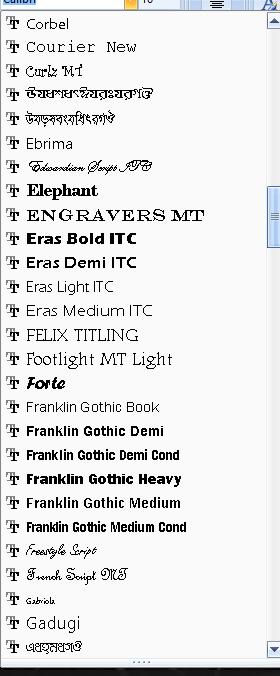 Corbel
Courier New
Curlz MT
Ebrima
Edwardian Script ITC
Elephant
ENGRAVERS MT
Eras Bold ITC
Eras Demi ITC
Eras Light ITC
Eras Medium ITC
FELIX TITLING
Footlight MT Light
Forte
Franklin Gothic Book
Franklin Gothic Demi
Franklin Gothic Demi Cond
Franklin Gothic Heavy
Franklin Gothic Medium
Franklin Gothic Medium Cond
Freestyle Script
French Script MT
Gabriola
Gadugi